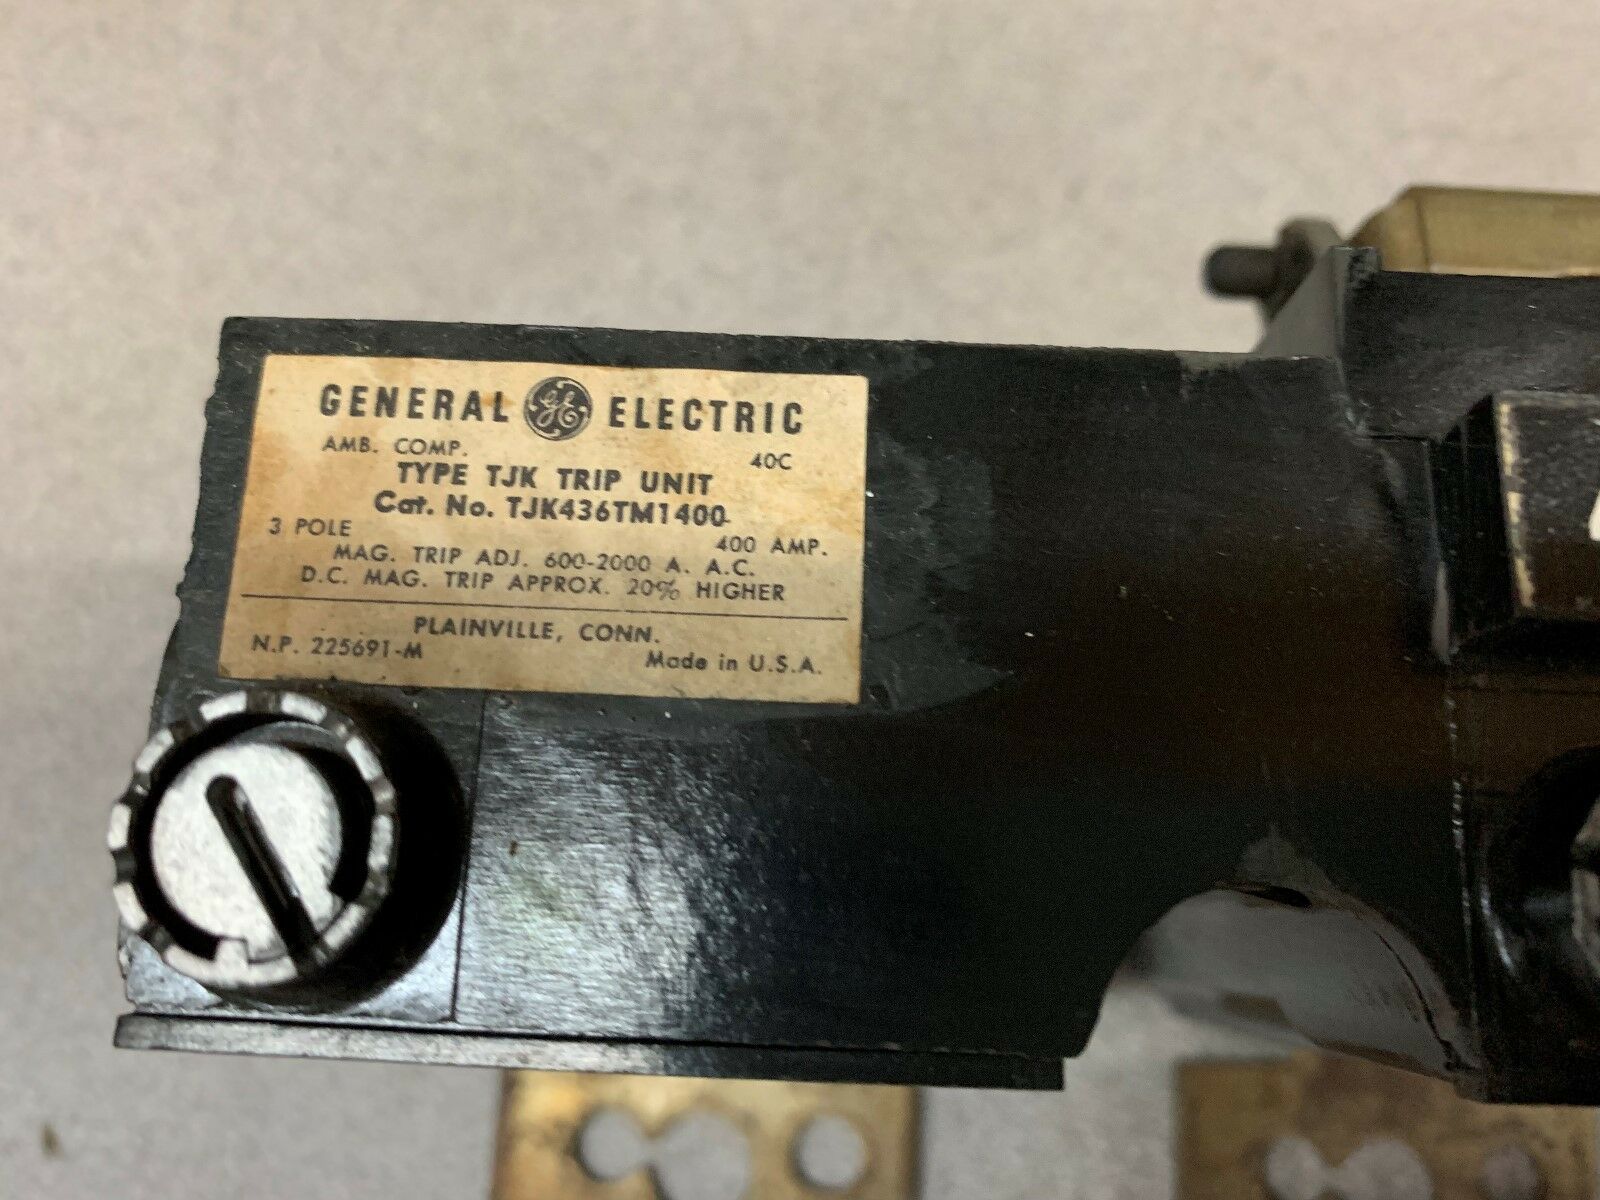 GENERAL GE ELECTRIC
AMB. COMP. 40C
TYPE TJK TRIP UNIT
Cat. No. TJK436TM1400
3 POLE 400 AMP.
MAG. TRIP ADJ. 600-2000 A. A.C.
D.C. MAG. TRIP APPROX. 20% HIGHER
PLAINVILLE, CONN.
N.P. 225691-M Made in U.S.A.